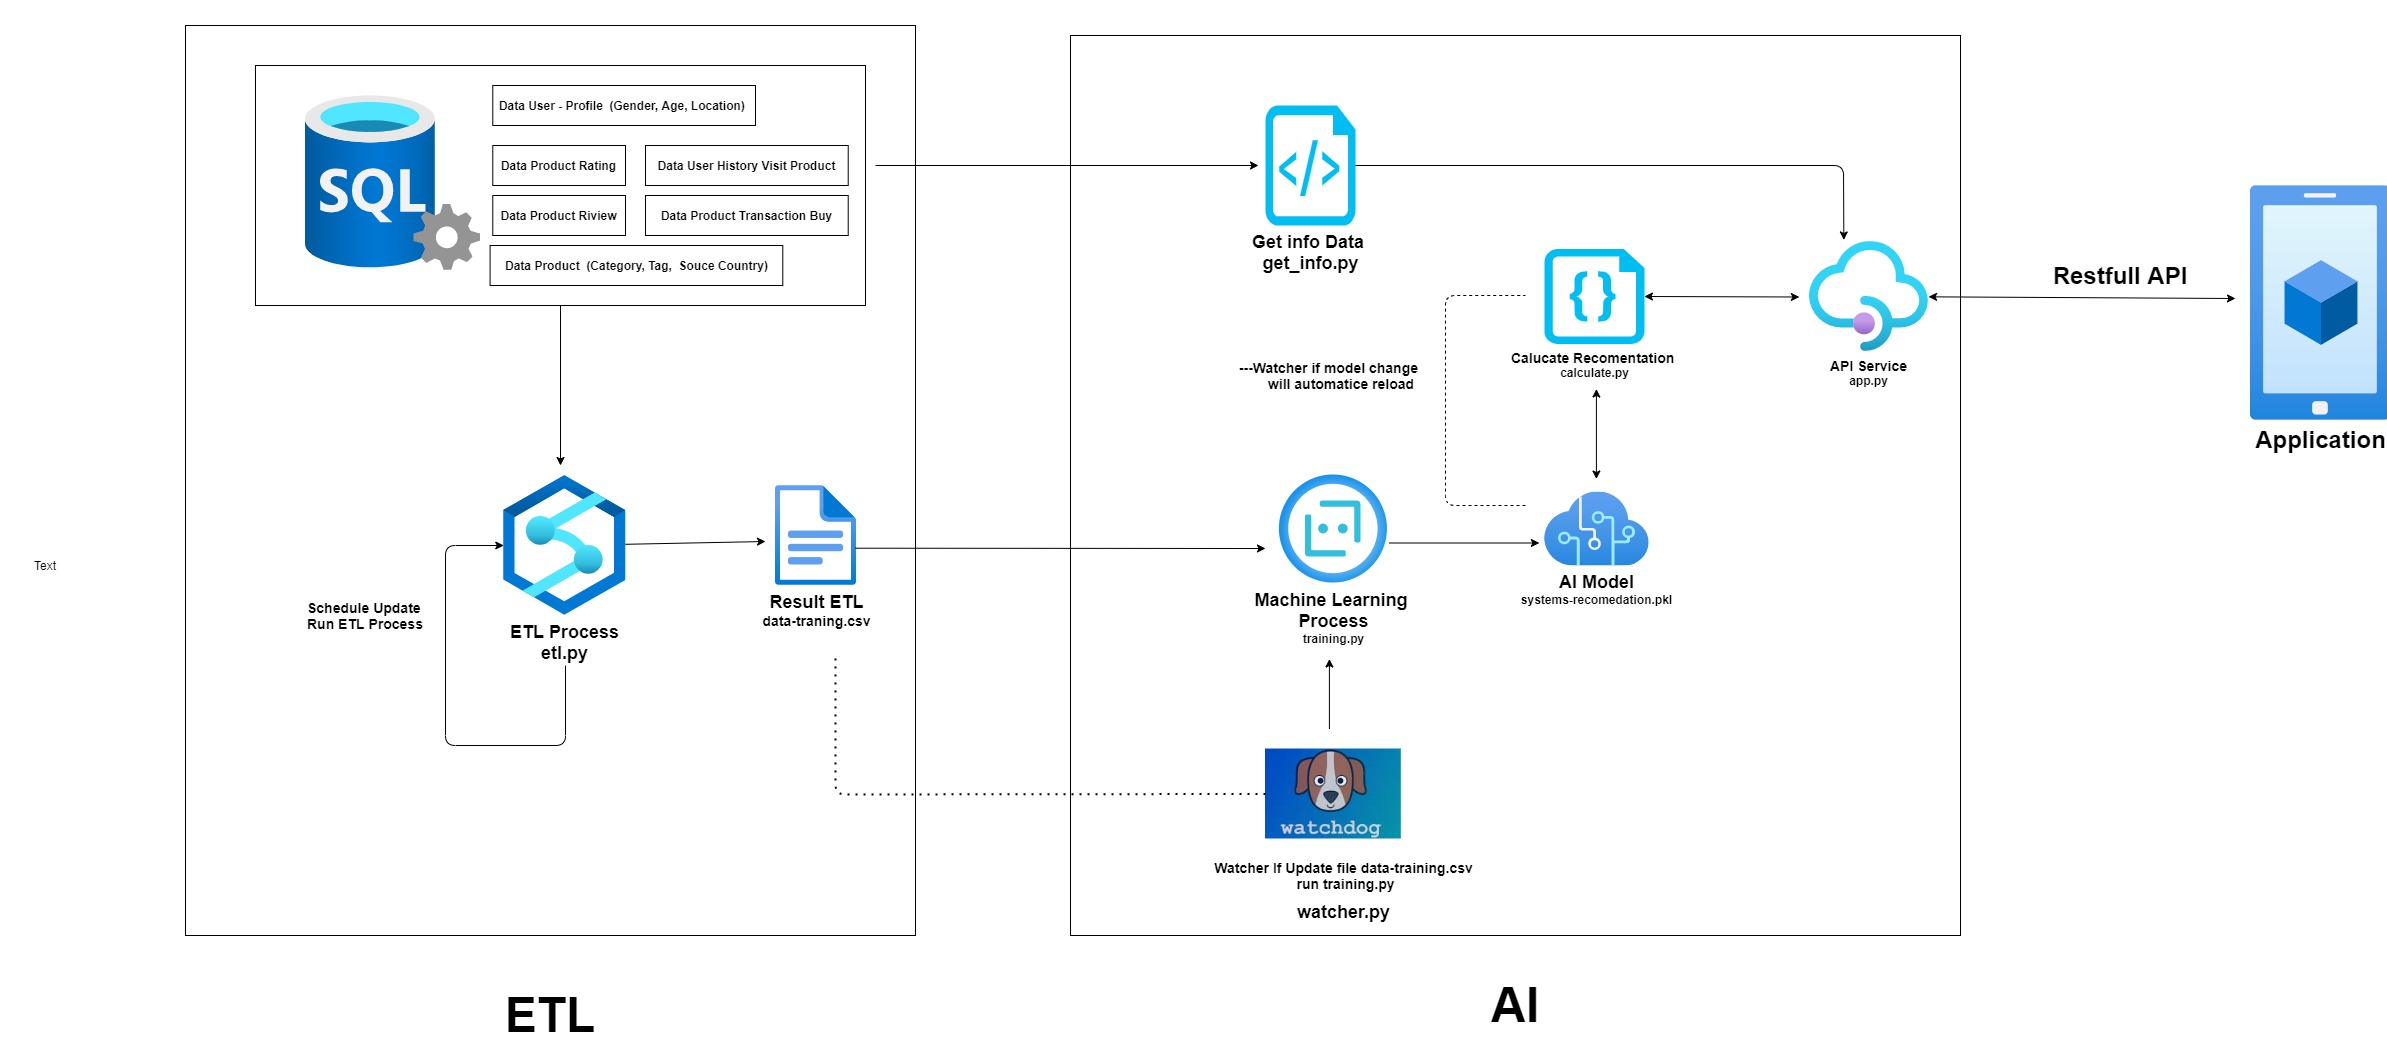 Data User - Profile  (Gender, Age, Location)
SQL
Data Product Rating
Data User History Visit Product
Data Product Riview
Data Product Transaction Buy
Data Product  (Category, Tag,  Souce Country)
Get info Data
get_info.py
Restfull API
Calucate Recomentation
calculate.py
API Service
app.py
---Watcher if model change
will automatice reload
Application
Text
Schedule Update
Run ETL Process
ETL Process
etl.py
Result ETL
data-traning.csv
Machine Learning
Process
training.py
AI Model
systems-recomedation.pkl
watchdog
Watcher If Update file data-training.csv
run training.py
watcher.py
ETL
AI